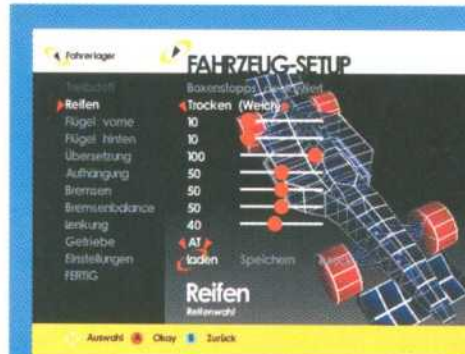 Fahrerlager
FAHRZEUG-SETUP
Treibstoff Boxenstopps deaktiviert
Reifen Trocken (Weich)
Flügel vorne 10
Flügel hinten 10
Übersetzung 100
Aufhängung 50
Bremsen 50
Bremsenbalance 50
Lenkung 40
Getriebe AT
Einstellungen Laden Speichern
FERTIG
Reifen
Reifenwahl
Auswahl A Okay B Zurück